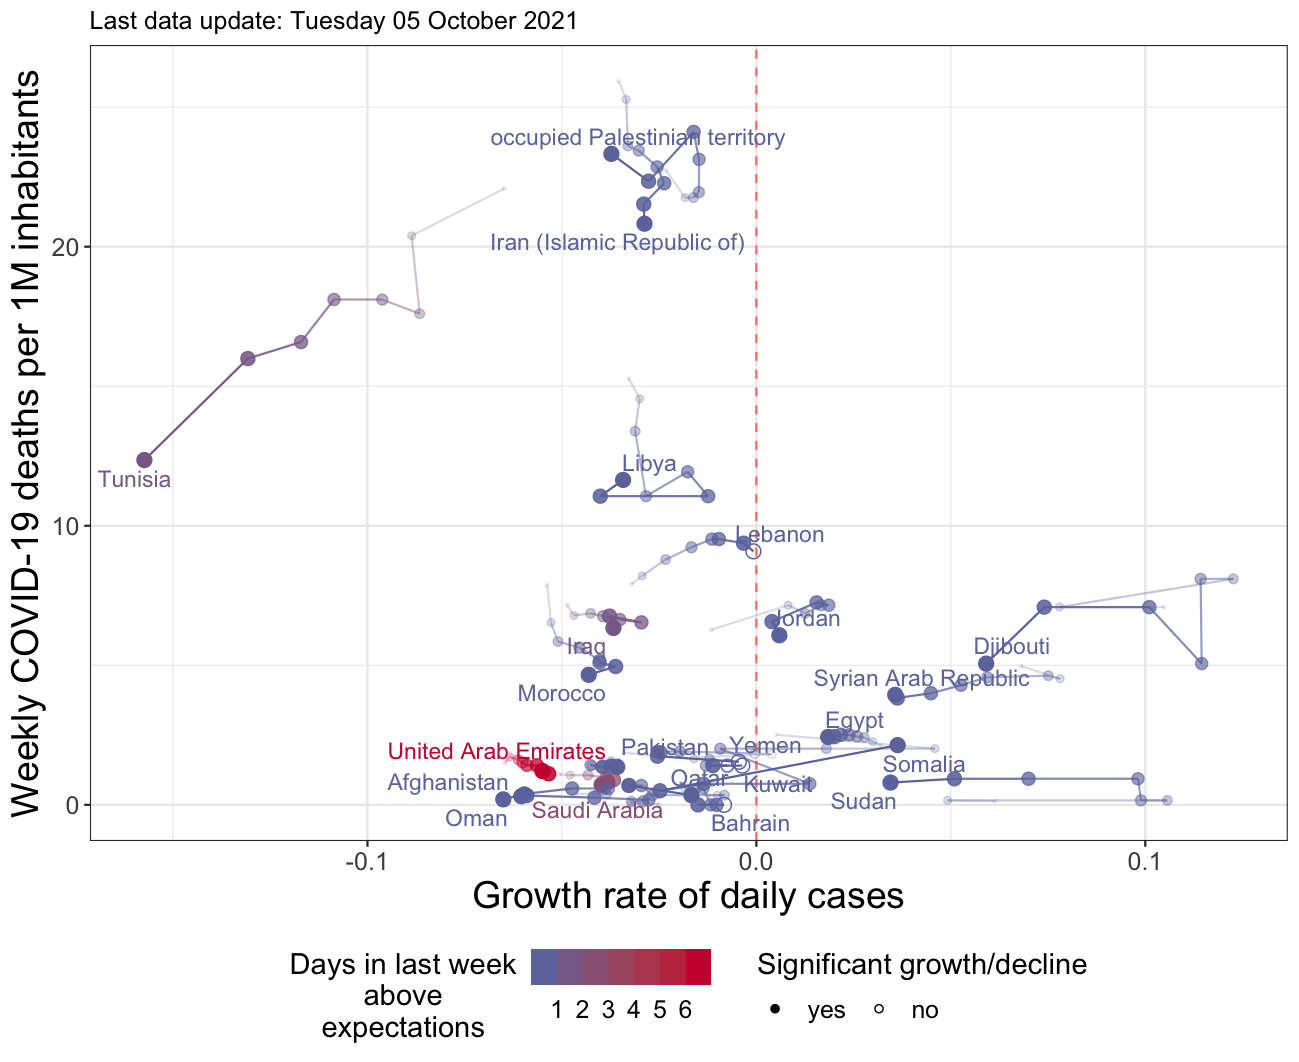 Last data update: Tuesday 05 October 2021
Weekly COVID-19 deaths per 1M inhabitants
20
10
0
occupied Palestinian territory
Iran (Islamic Republic of)
Tunisia
Libya
Lebanon
Jordan
Iraq
Djibouti
Syrian Arab Republic
Morocco
Egypt
United Arab Emirates
Pakistan
Yemen
Somalia
Afghanistan
Qatar
Kuwait
Sudan
Saudi Arabia
Oman
Bahrain
-0.1
0.0
0.1
Growth rate of daily cases
Days in last week
above
expectations
1 2 3 4 5 6
Significant growth/decline
yes
no